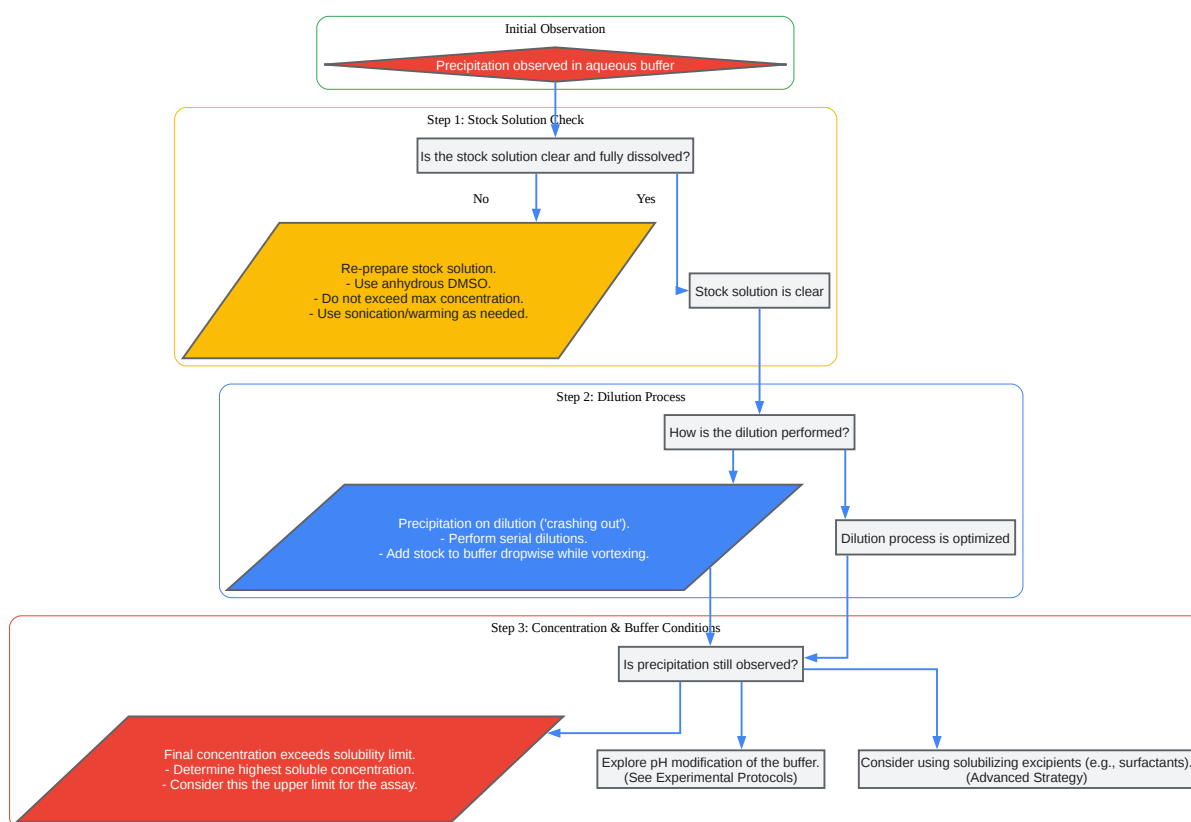 Initial Observation
Precipitation observed in aqueous buffer
Step 1: Stock Solution Check
Is the stock solution clear and fully dissolved?
No
Yes
Re-prepare stock solution.
- Use anhydrous DMSO.
- Do not exceed max concentration.
- Use sonication/warming as needed.
Stock solution is clear
Step 2: Dilution Process
How is the dilution performed?
Precipitation on dilution ('crashing out').
- Perform serial dilutions.
- Add stock to buffer dropwise while vortexing.
Dilution process is optimized
Step 3: Concentration & Buffer Conditions
Is precipitation still observed?
Final concentration exceeds solubility limit.
- Determine highest soluble concentration.
- Consider this the upper limit for the assay.
Explore pH modification of the buffer.
(See Experimental Protocols)
Consider using solubilizing excipients (e.g., surfactants).
(Advanced Strategy)